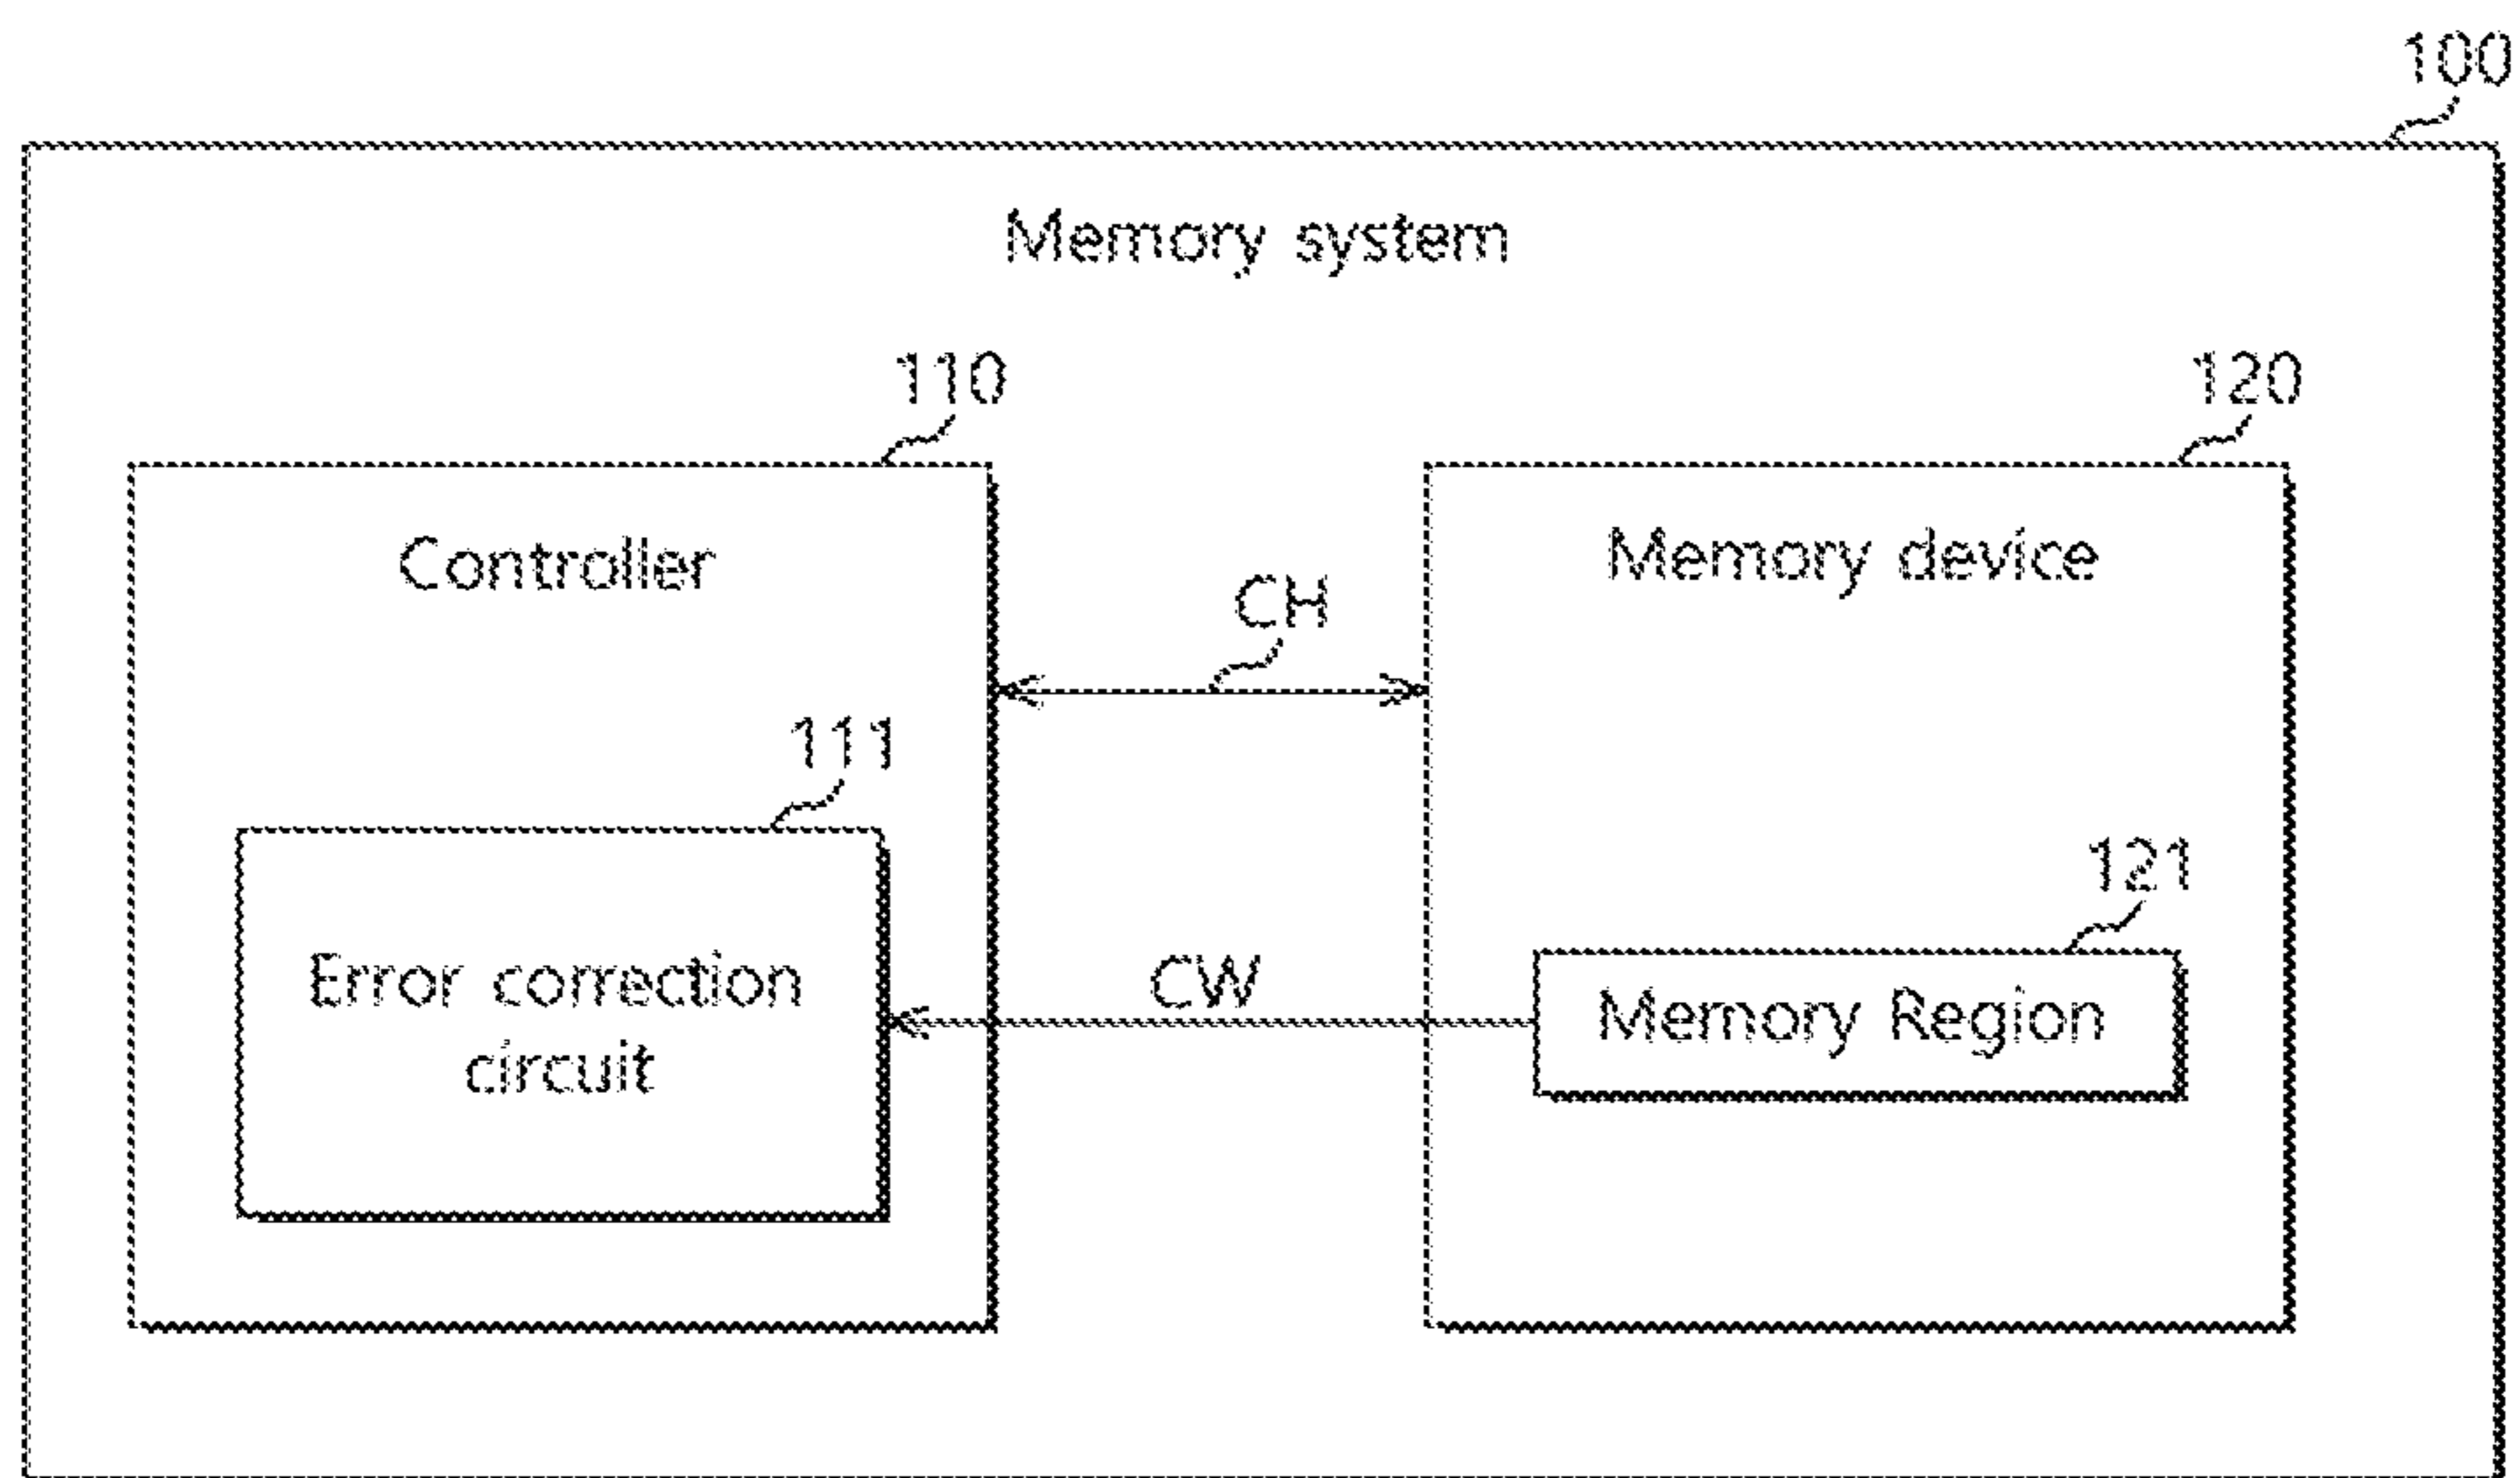 100
Memory system
110
120
Controller
Memory device
CH
111
121
Error correction
circuit
CW
Memory Region